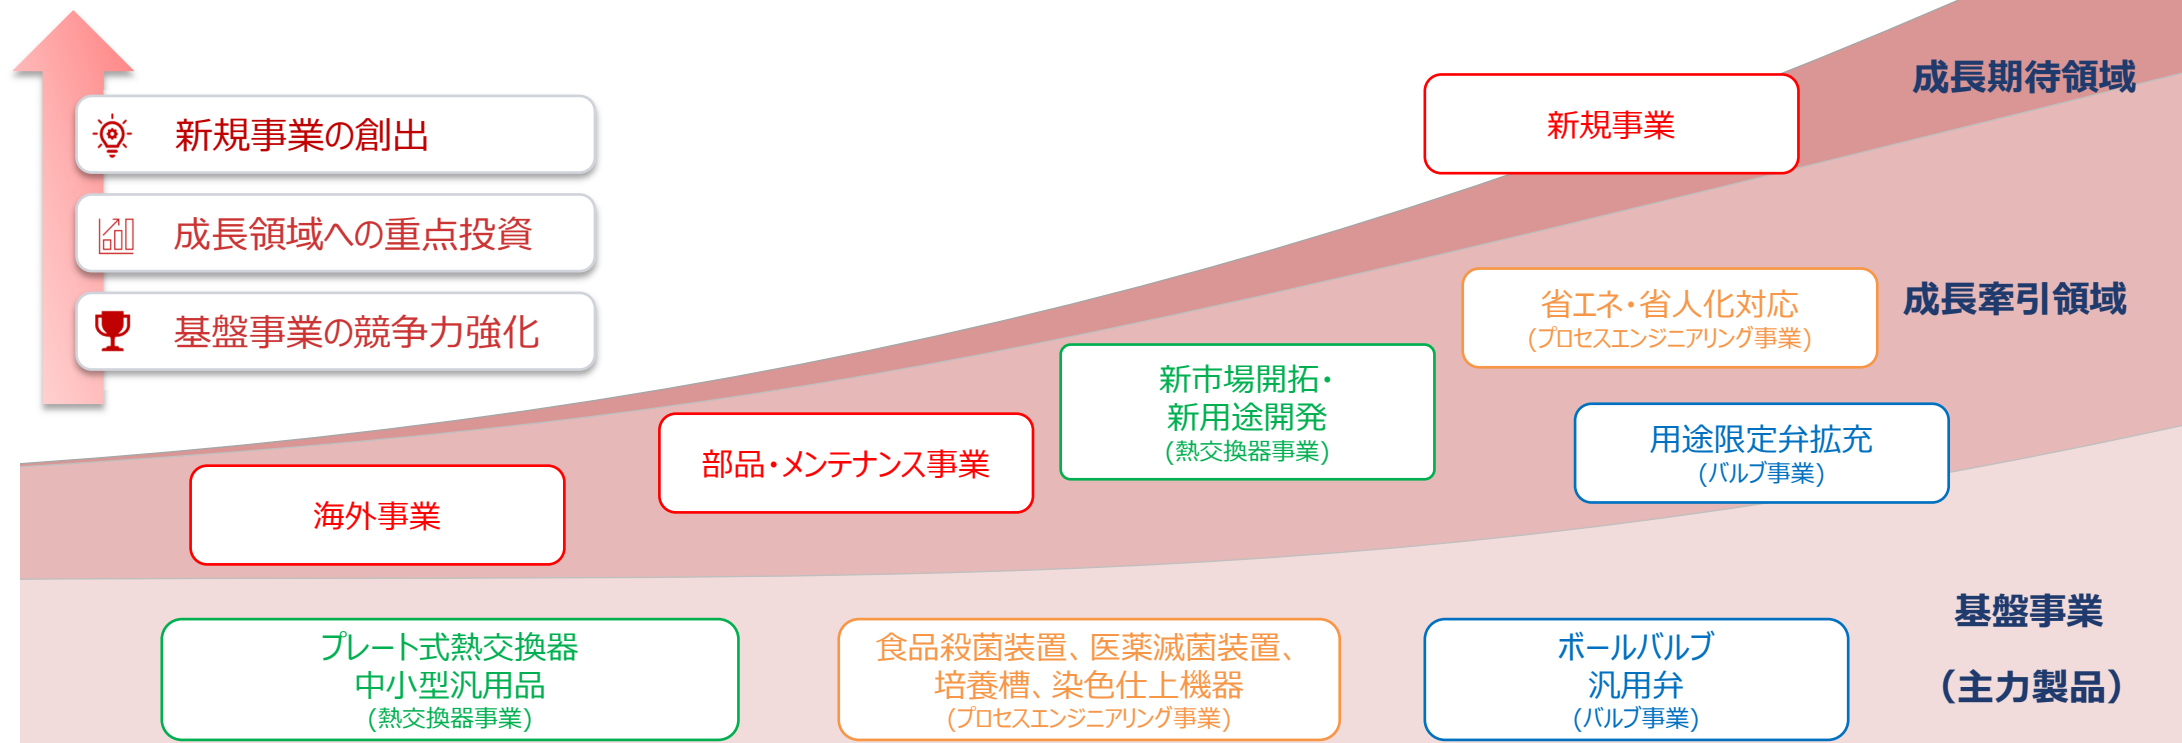 新規事業の創出
成長領域への重点投資
基盤事業の競争力強化
成長期待領域
新規事業
成長牽引領域
省エネ・省人化対応
(プロセスエンジニアリング事業)
新市場開拓・
新用途開発
(熱交換器事業)
用途限定弁拡充
(バルブ事業)
部品・メンテナンス事業
海外事業
基盤事業
（主力製品）
プレート式熱交換器
中小型汎用品
(熱交換器事業)
食品殺菌装置、医薬滅菌装置、
培養槽、染色仕上機器
(プロセスエンジニアリング事業)
ボールバルブ
汎用弁
(バルブ事業)